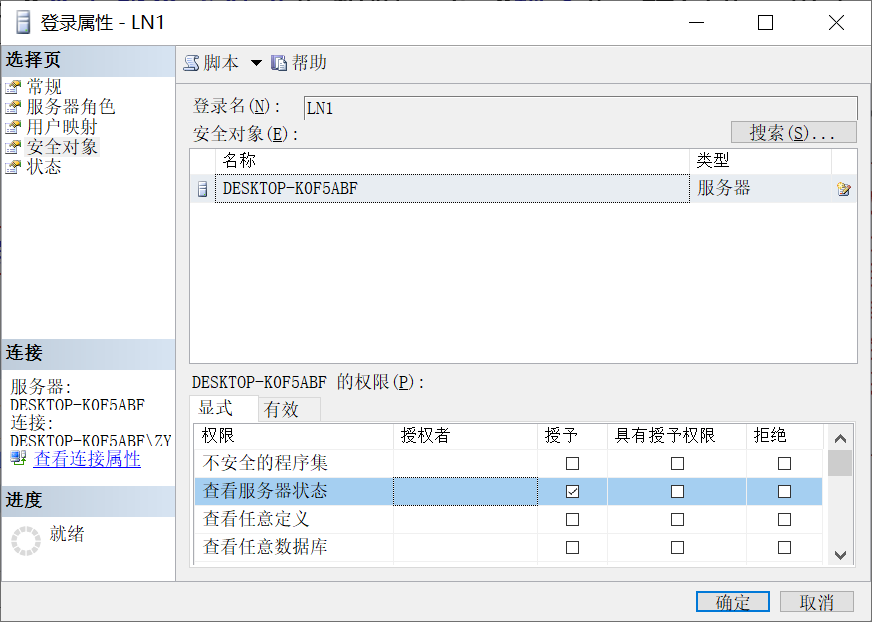 登录属性 - LN1
选择页
常规
服务器角色
用户映射
安全对象
状态
连接
服务器:
DESKTOP-K0F5ABF
连接:
DESKTOP-K0F5ABF\ZY
查看连接属性
进度
就绪
脚本 帮助
登录名(N): LN1
安全对象(E):
搜索(S)...
名称 类型
DESKTOP-K0F5ABF 服务器
DESKTOP-K0F5ABF 的权限(P):
显式 有效
权限 授权者 授予 具有授予权限 拒绝
不安全的程序集
查看服务器状态
查看任意定义
查看任意数据库
确定 取消